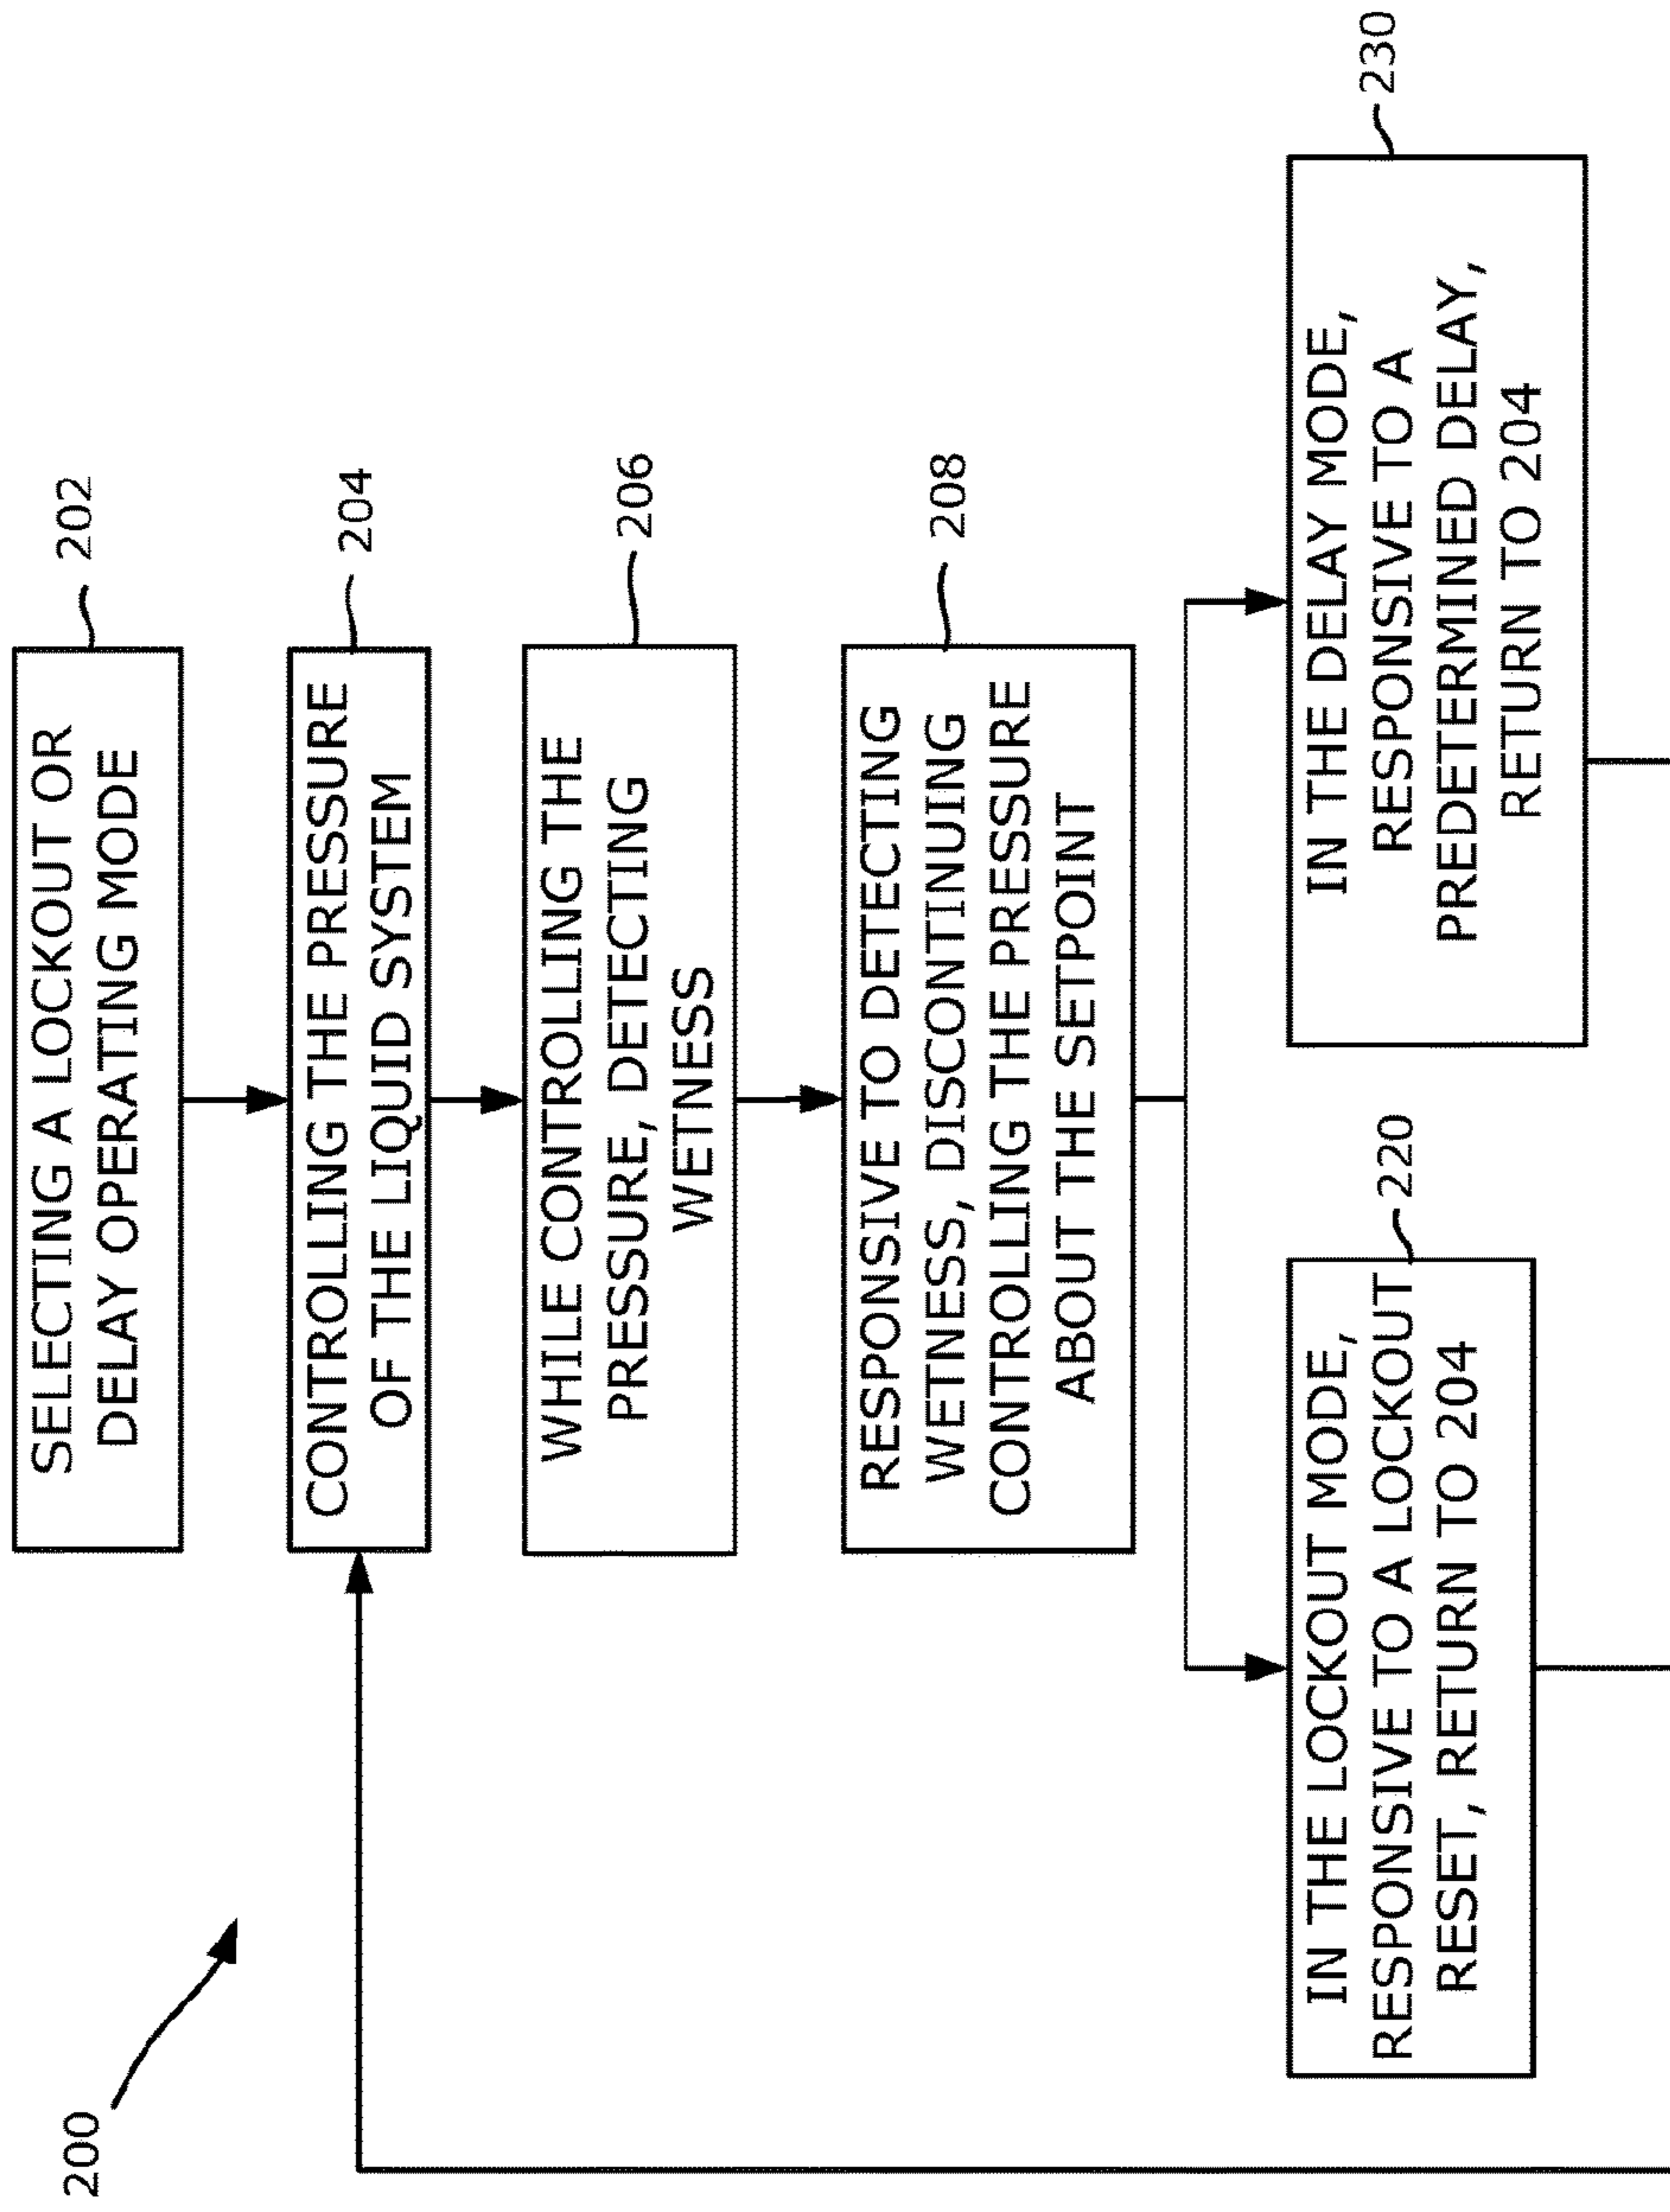 200
SELECTING A LOCKOUT OR
DELAY OPERATING MODE
202
CONTROLLING THE PRESSURE
OF THE LIQUID SYSTEM
204
WHILE CONTROLLING THE
PRESSURE, DETECTING
WETNESS
206
RESPONSIVE TO DETECTING
WETNESS, DISCONTINUING
CONTROLLING THE PRESSURE
ABOUT THE SETPOINT
208
IN THE LOCKOUT MODE,
RESPONSIVE TO A LOCKOUT
RESET, RETURN TO 204
220
IN THE DELAY MODE,
RESPONSIVE TO A
PREDETERMINED DELAY,
RETURN TO 204
230